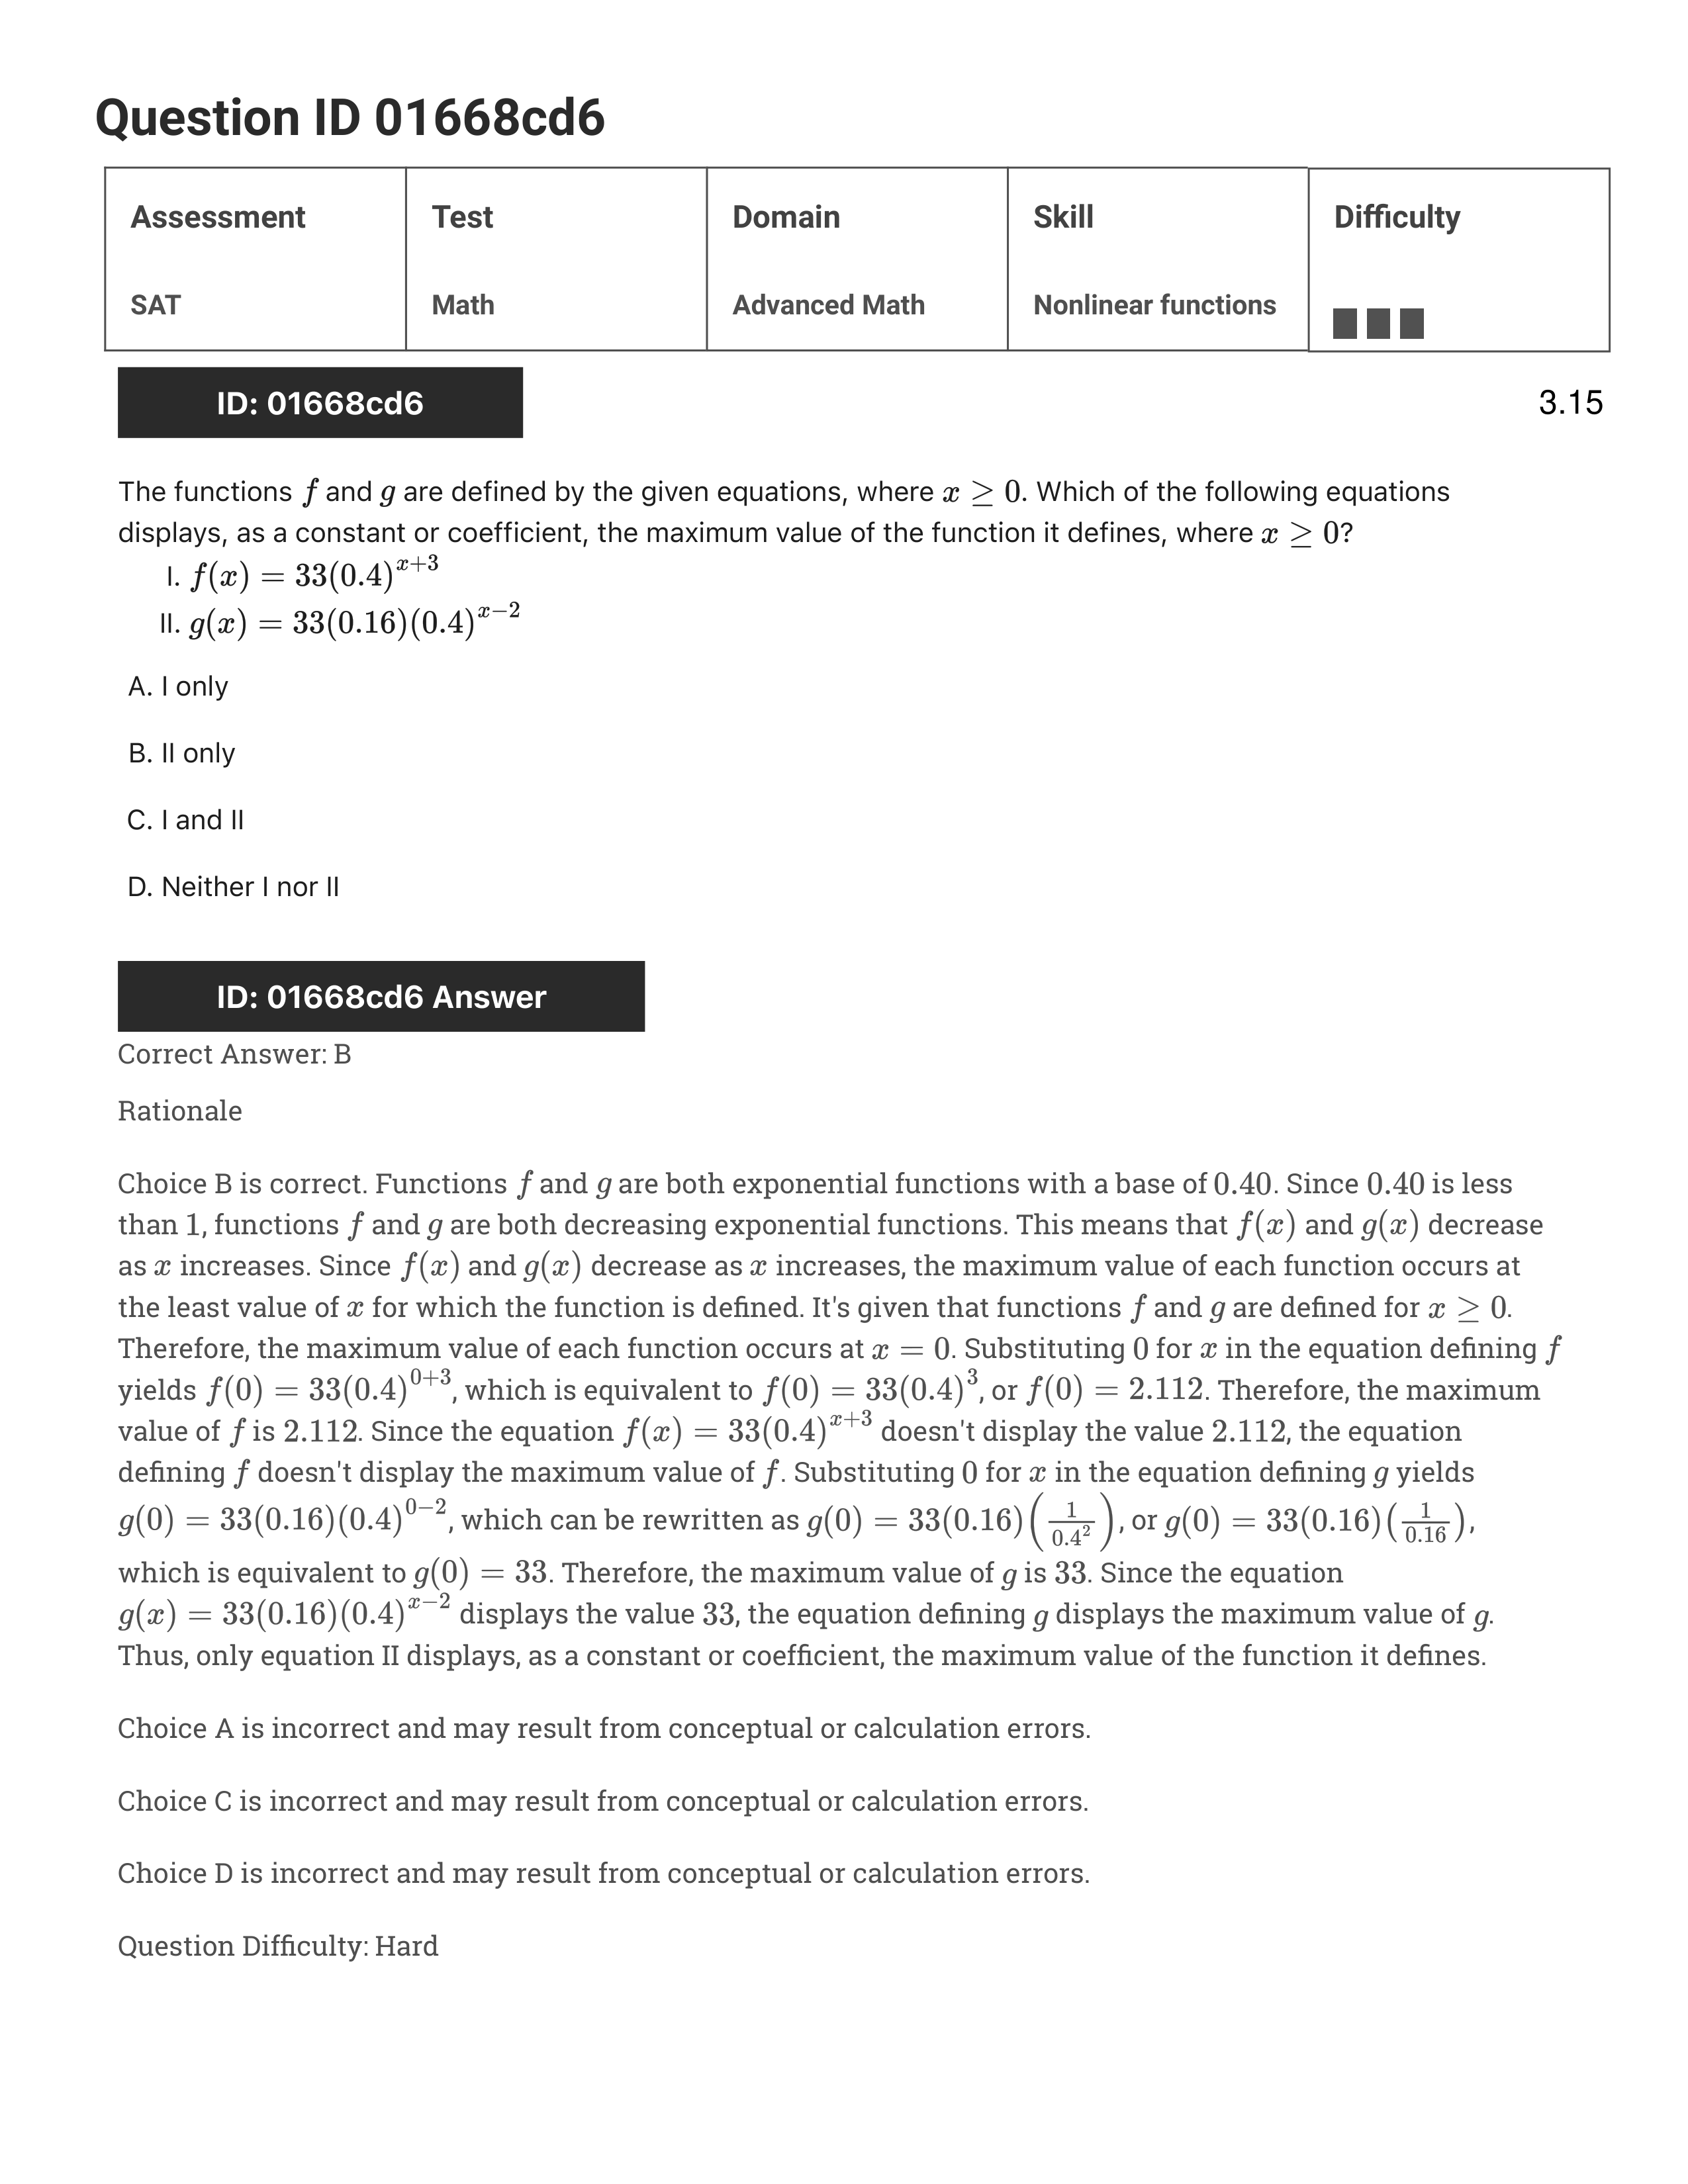 Question ID 01668cd6
Assessment Test Domain Skill Difficulty
SAT Math Advanced Math Nonlinear functions
ID: 01668cd6 3.15
The functions f and g are defined by the given equations, where x ≥ 0. Which of the following equations
displays, as a constant or coefficient, the maximum value of the function it defines, where x ≥ 0?
I. f(x) = 33(0.4)^{x+3}
II. g(x) = 33(0.16)(0.4)^{x−2}
A. I only
B. II only
C. I and II
D. Neither I nor II
ID: 01668cd6 Answer
Correct Answer: B
Rationale
Choice B is correct. Functions f and g are both exponential functions with a base of 0.40. Since 0.40 is less
than 1, functions f and g are both decreasing exponential functions. This means that f(x) and g(x) decrease
as x increases. Since f(x) and g(x) decrease as x increases, the maximum value of each function occurs at
the least value of x for which the function is defined. It's given that functions f and g are defined for x ≥ 0.
Therefore, the maximum value of each function occurs at x = 0. Substituting 0 for x in the equation defining f
yields f(0) = 33(0.4)^{0+3}, which is equivalent to f(0) = 33(0.4)^3, or f(0) = 2.112. Therefore, the maximum
value of f is 2.112. Since the equation f(x) = 33(0.4)^{x+3} doesn't display the value 2.112, the equation
defining f doesn't display the maximum value of f. Substituting 0 for x in the equation defining g yields
g(0) = 33(0.16)(0.4)^{0−2}, which can be rewritten as g(0) = 33(0.16)(1/0.4^2), or g(0) = 33(0.16)(1/0.16),
which is equivalent to g(0) = 33. Therefore, the maximum value of g is 33. Since the equation
g(x) = 33(0.16)(0.4)^{x−2} displays the value 33, the equation defining g displays the maximum value of g.
Thus, only equation II displays, as a constant or coefficient, the maximum value of the function it defines.
Choice A is incorrect and may result from conceptual or calculation errors.
Choice C is incorrect and may result from conceptual or calculation errors.
Choice D is incorrect and may result from conceptual or calculation errors.
Question Difficulty: Hard